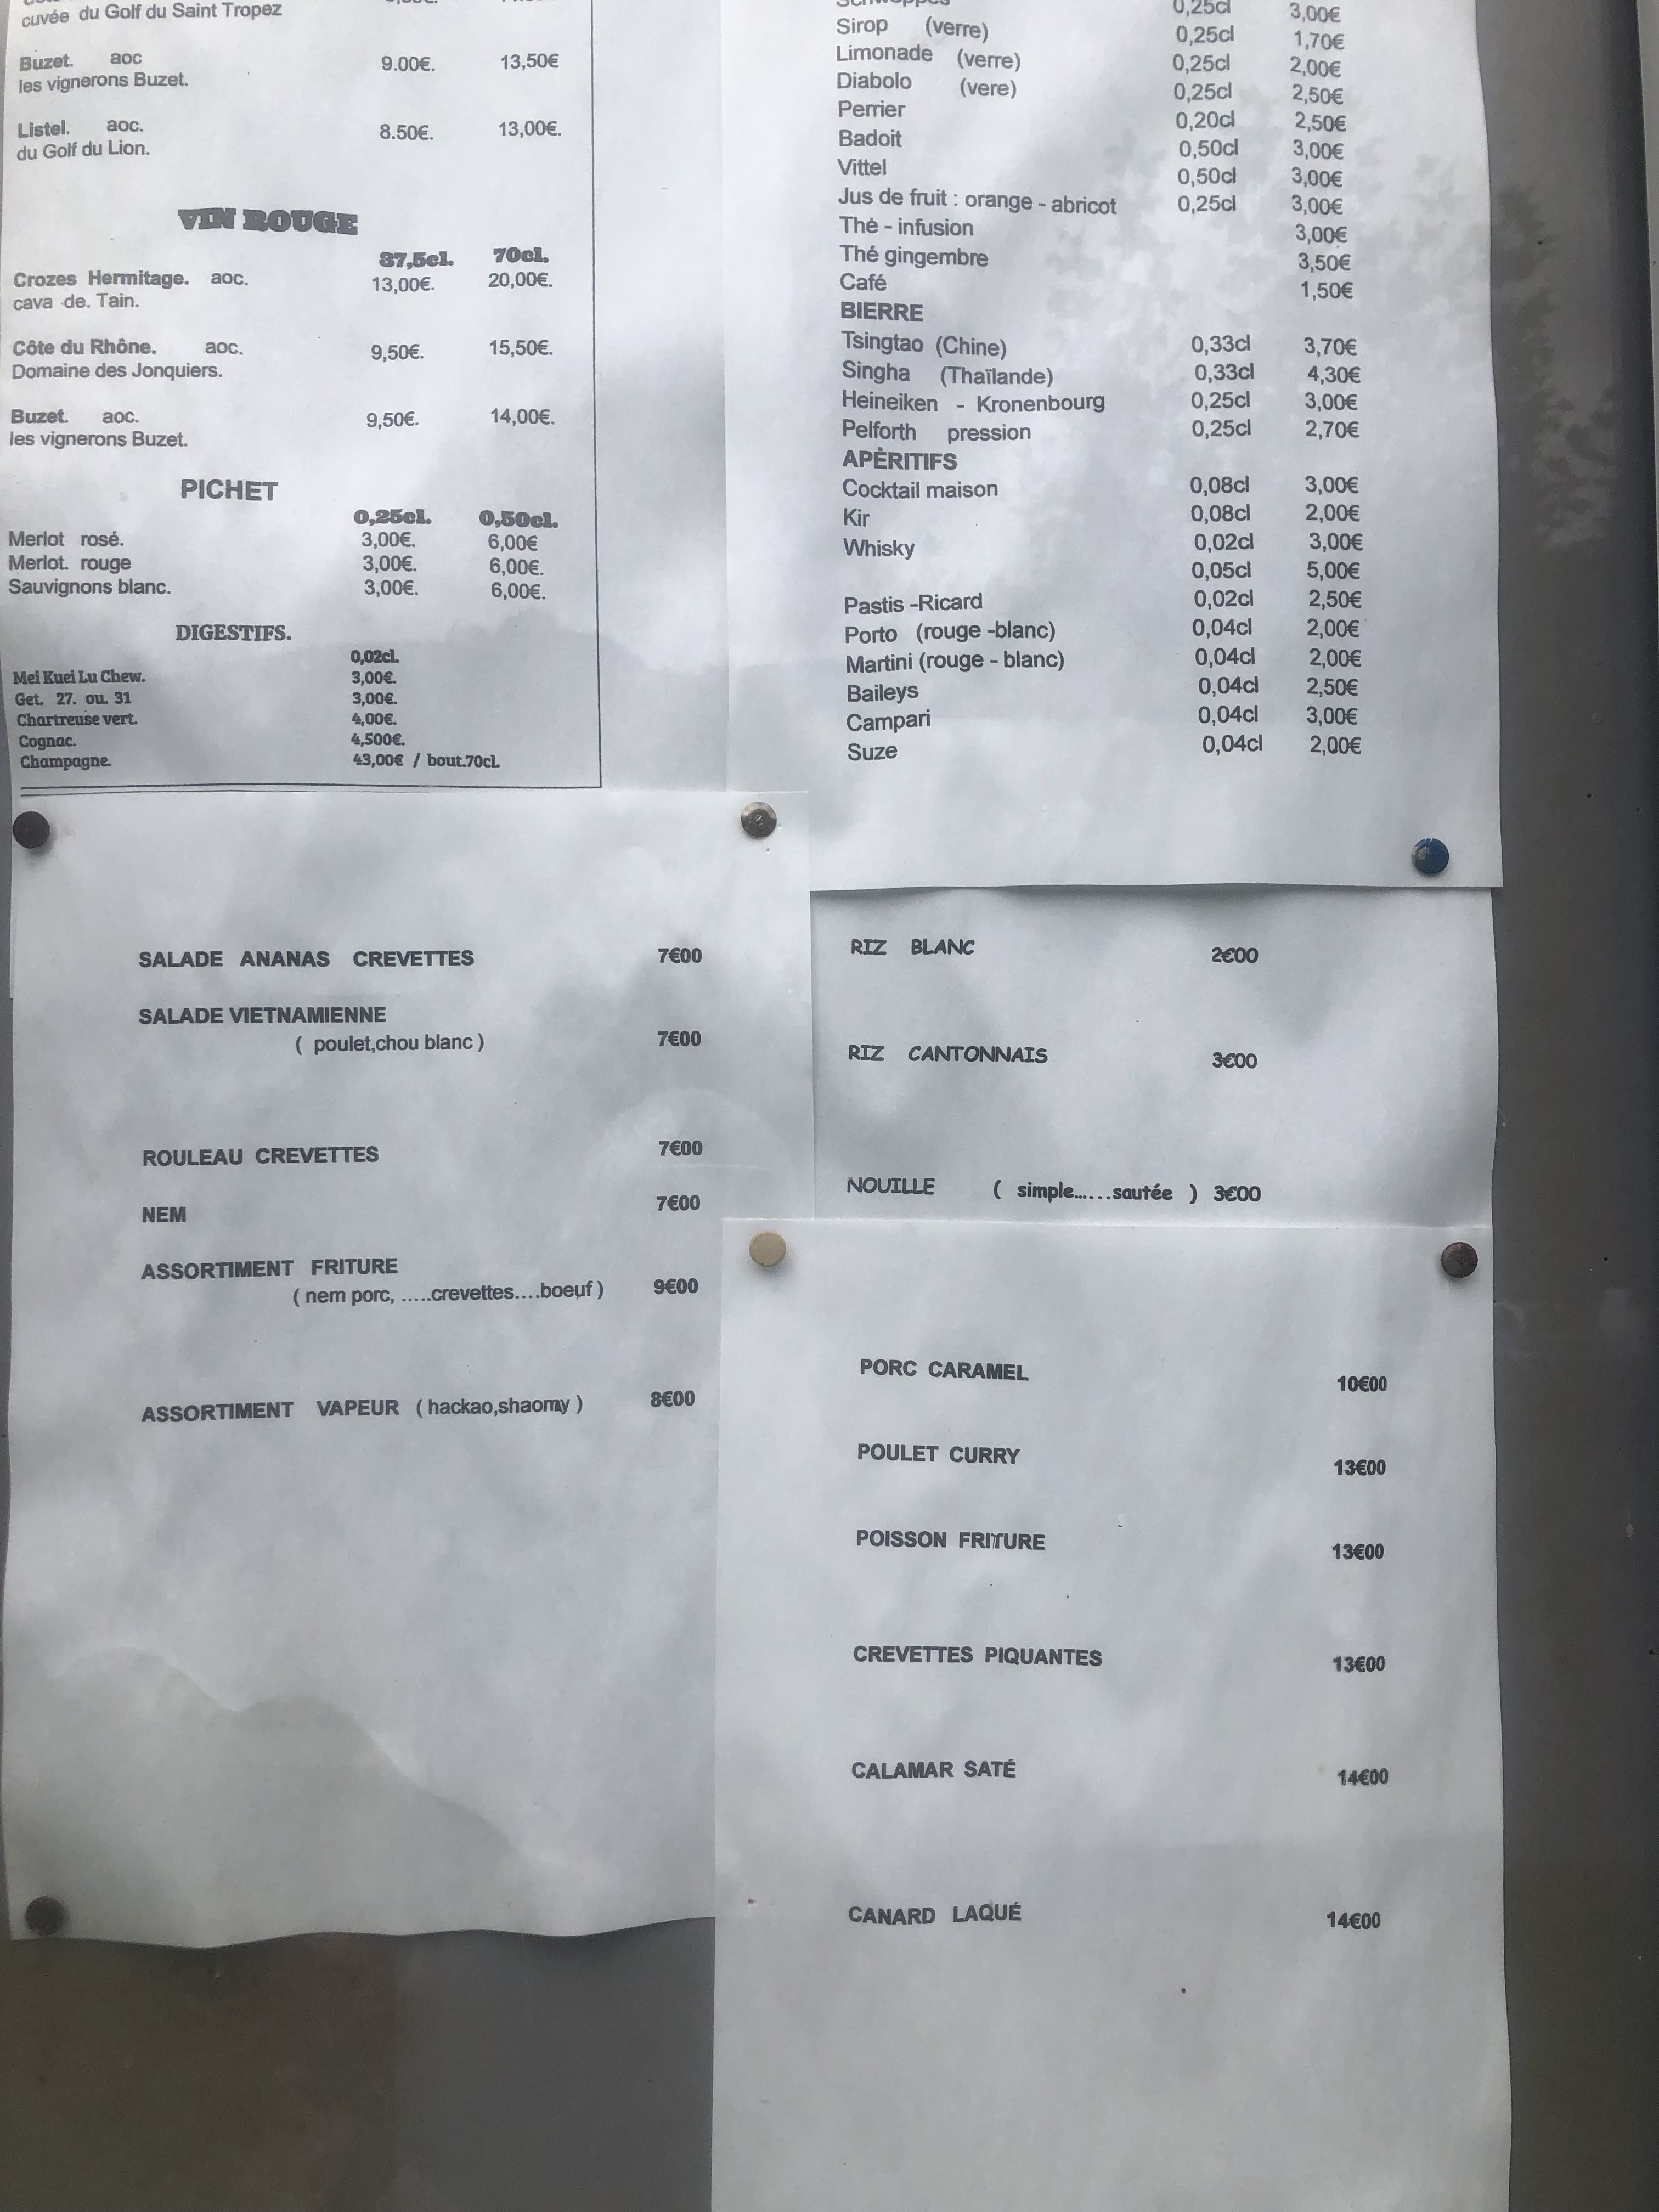 cuvée du Golf du Saint Tropez
Buzet. aoc 9.00€. 13,50€
les vignerons Buzet.
Listel. aoc. 8.50€. 13,00€.
du Golf du Lion.
VIN ROUGE
37,5cl. 70cl.
Crozes Hermitage. aoc. 13,00€. 20,00€.
cava de. Tain.
Côte du Rhône. aoc. 9,50€. 15,50€.
Domaine des Jonquiers.
Buzet. aoc. 9,50€. 14,00€.
les vignerons Buzet.
PICHET
0,25cl. 0,50cl.
Merlot rosé. 3,00€. 6,00€
Merlot. rouge 3,00€. 6,00€.
Sauvignons blanc. 3,00€. 6,00€.
DIGESTIFS.
0,02cl.
Mei Kuei Lu Chew. 3,00€.
Get. 27. ou. 31 3,00€.
Chartreuse vert. 4,00€.
Cognac. 4,500€.
Champagne. 43,00€ / bout.70cl.
0,25cl 3,00€
Sirop (verre) 0,25cl 1,70€
Limonade (verre) 0,25cl 2,00€
Diabolo (vere) 0,25cl 2,50€
Perrier 0,20cl 2,50€
Badoit 0,50cl 3,00€
Vittel 0,50cl 3,00€
Jus de fruit : orange - abricot 0,25cl 3,00€
Thè - infusion 3,00€
Thé gingembre 3,50€
Café 1,50€
BIERRE
Tsingtao (Chine) 0,33cl 3,70€
Singha (Thaïlande) 0,33cl 4,30€
Heineiken - Kronenbourg 0,25cl 3,00€
Pelforth pression 0,25cl 2,70€
APÈRITIFS
Cocktail maison 0,08cl 3,00€
Kir 0,08cl 2,00€
Whisky 0,02cl 3,00€
0,05cl 5,00€
Pastis -Ricard 0,02cl 2,50€
Porto (rouge -blanc) 0,04cl 2,00€
Martini (rouge - blanc) 0,04cl 2,00€
Baileys 0,04cl 2,50€
Campari 0,04cl 3,00€
Suze 0,04cl 2,00€
SALADE ANANAS CREVETTES 7€00
SALADE VIETNAMIENNE
( poulet,chou blanc ) 7€00
ROULEAU CREVETTES 7€00
NEM 7€00
ASSORTIMENT FRITURE
( nem porc, .....crevettes....boeuf ) 9€00
ASSORTIMENT VAPEUR ( hackao,shaomy ) 8€00
RIZ BLANC 2€00
RIZ CANTONNAIS 3€00
NOUILLE ( simple......sautée ) 3€00
PORC CARAMEL 10€00
POULET CURRY 13€00
POISSON FRITURE 13€00
CREVETTES PIQUANTES 13€00
CALAMAR SATÉ 14€00
CANARD LAQUÉ 14€00